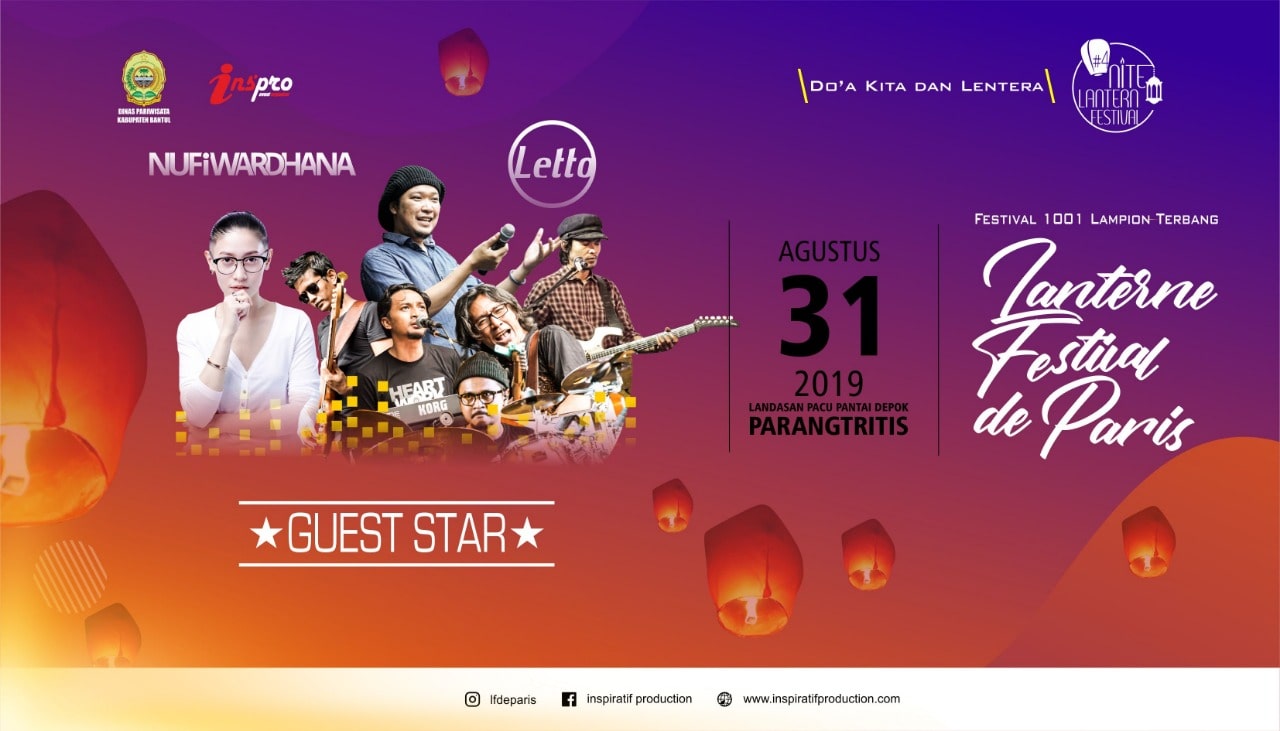 DINAS PARIWISATA
KABUPATEN BANTUL
inspro
DO'A KITA DAN LENTERA
#4
NITE
LANTERN
FESTIVAL
NUFiWARDHANA
Letto
FESTIVAL 1001 LAMPION TERBANG
Lanterne
Festival
de Paris
AGUSTUS
31
2019
LANDASAN PACU PANTAI DEPOK
PARANGTRITIS
HEART
KORG
★GUEST STAR★
lfdeparis
inspiratif production
www.inspiratifproduction.com